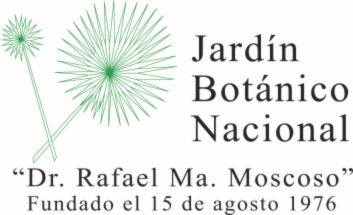 Jardín
Botánico
Nacional
“Dr. Rafael Ma. Moscoso”
Fundado el 15 de agosto 1976